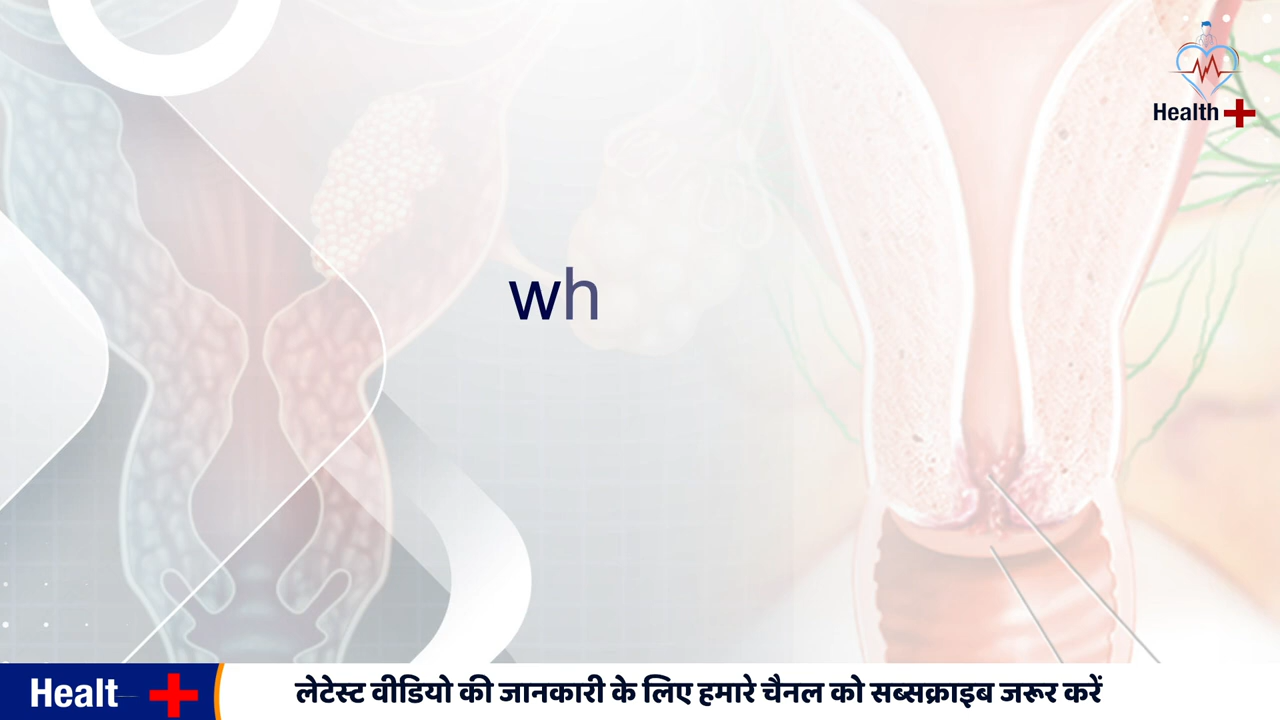 Health
wh
Healt
लेटेस्ट वीडियो की जानकारी के लिए हमारे चैनल को सब्सक्राइब जरूर करें